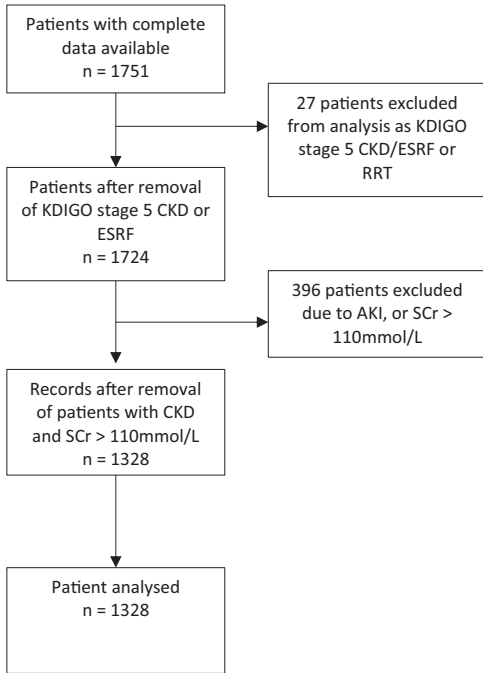 Patients with complete
data available
n = 1751
27 patients excluded
from analysis as KDIGO
stage 5 CKD/ESRF or
RRT
Patients after removal
of KDIGO stage 5 CKD or
ESRF
n = 1724
396 patients excluded
due to AKI, or SCr >
110mmol/L
Records after removal
of patients with CKD
and SCr > 110mmol/L
n = 1328
Patient analysed
n = 1328